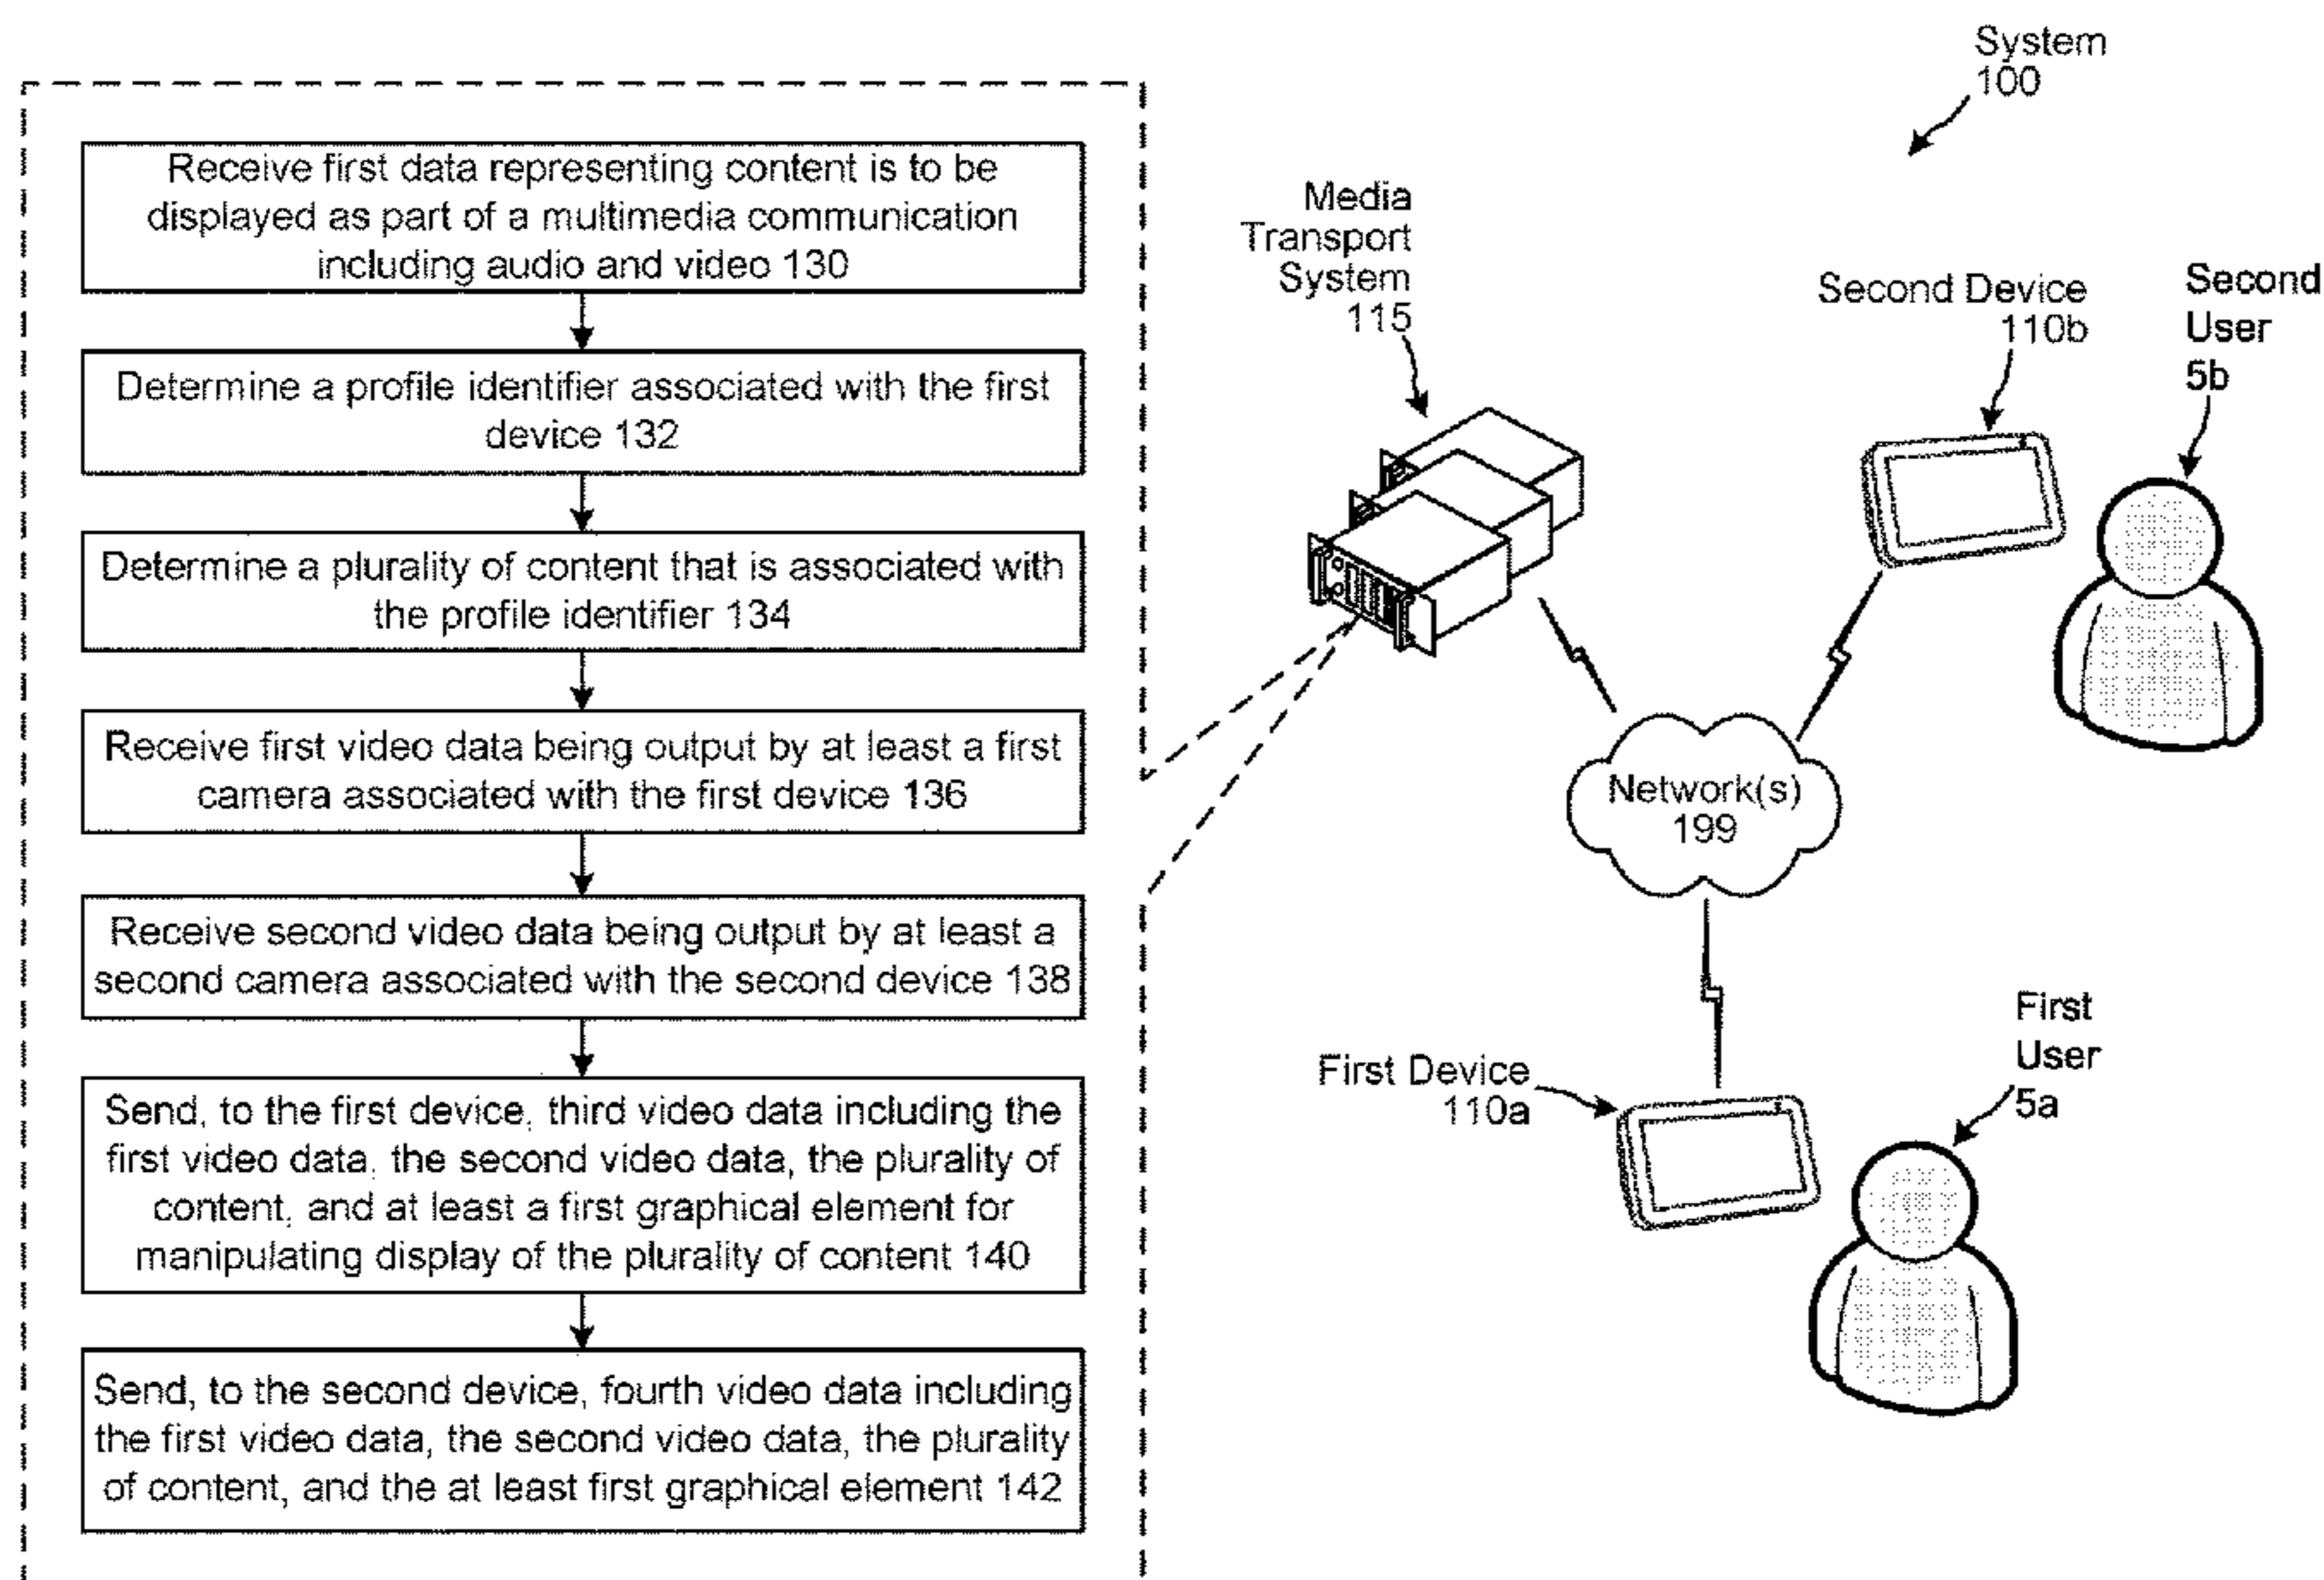 Receive first data representing content is to be
displayed as part of a multimedia communication
including audio and video 130
Determine a profile identifier associated with the first
device 132
Determine a plurality of content that is associated with
the profile identifier 134
Receive first video data being output by at least a first
camera associated with the first device 136
Receive second video data being output by at least a
second camera associated with the second device 138
Send, to the first device, third video data including the
first video data, the second video data, the plurality of
content, and at least a first graphical element for
manipulating display of the plurality of content 140
Send, to the second device, fourth video data including
the first video data, the second video data, the plurality
of content, and the at least first graphical element 142
System
100
Media
Transport
System
115
Second Device
110b
Second
User
5b
Network(s)
199
First Device
110a
First
User
5a